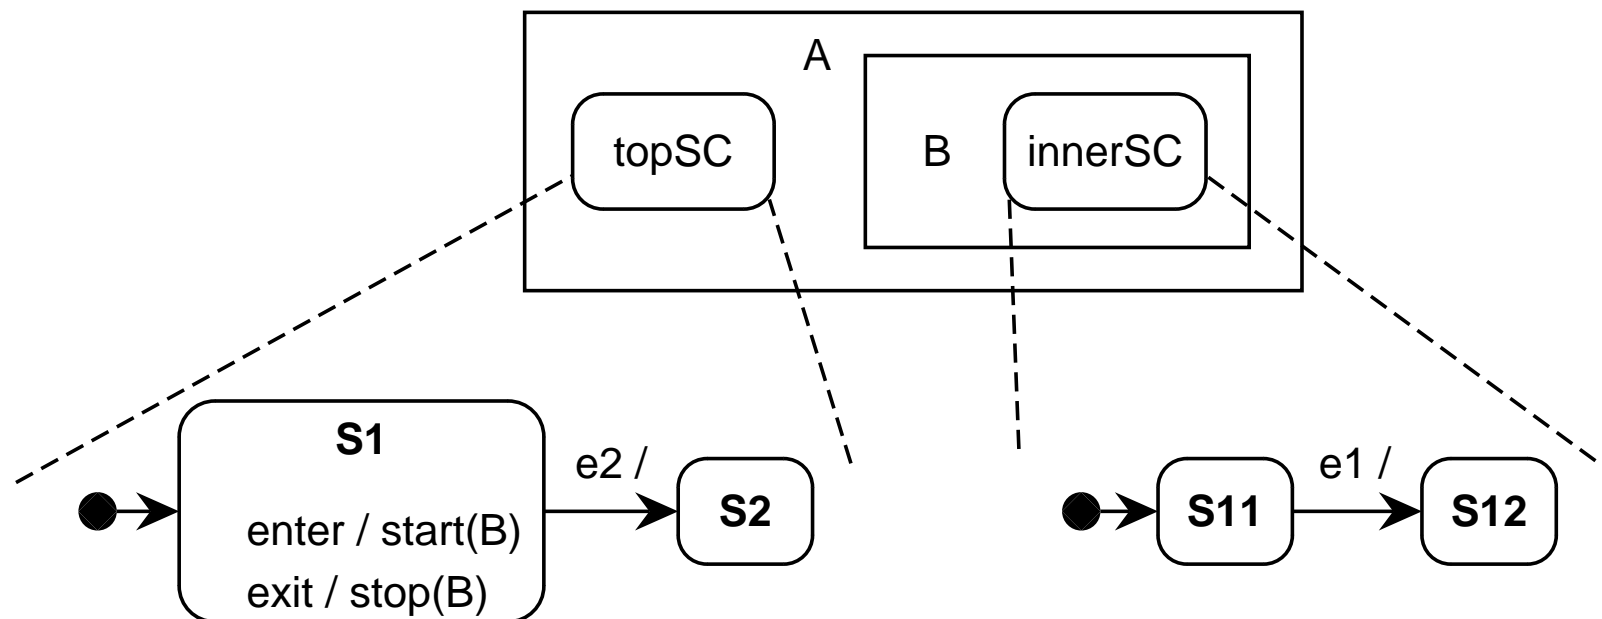 A
topSC
B
innerSC
S1
enter / start(B)
exit / stop(B)
e2 /
S2
S11
e1 /
S12